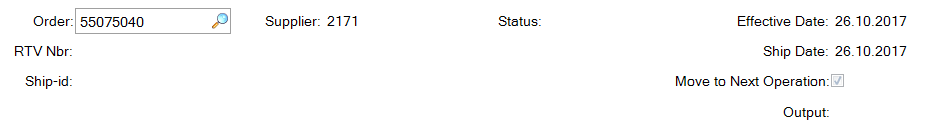 Order: 55075040 Supplier: 2171 Status: Effective Date: 26.10.2017
RTV Nbr: Ship Date: 26.10.2017
Ship-id: Move to Next Operation:
Output: